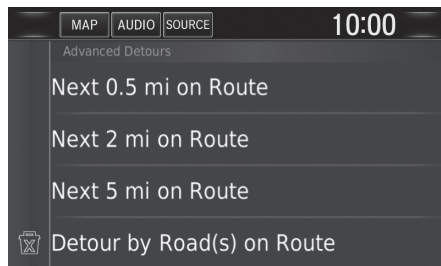 MAP AUDIO SOURCE 10:00
Advanced Detours
Next 0.5 mi on Route
Next 2 mi on Route
Next 5 mi on Route
Detour by Road(s) on Route